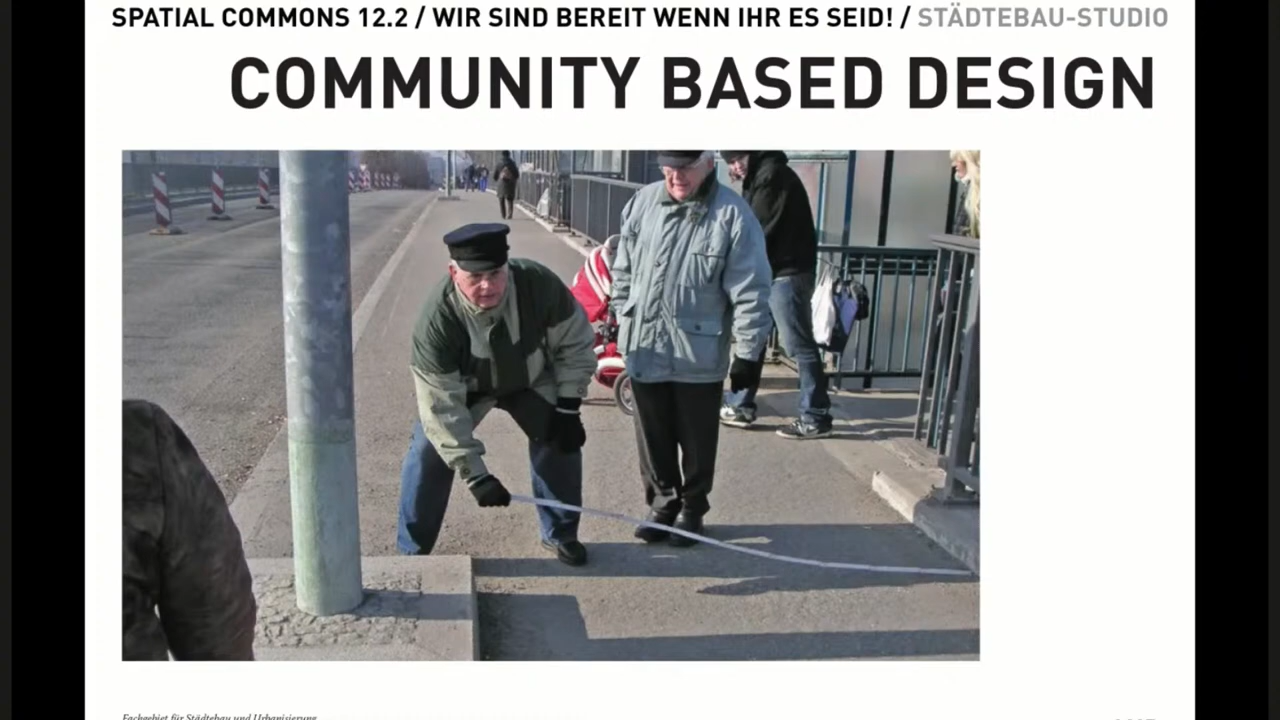 SPATIAL COMMONS 12.2 / WIR SIND BEREIT WENN IHR ES SEID! / STÄDTEBAU-STUDIO
COMMUNITY BASED DESIGN
Fachgebiet für Städtebau und Urbanisierung